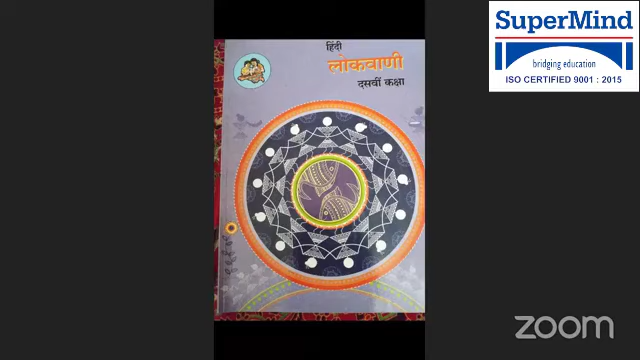 SuperMind
bridging education
ISO CERTIFIED 9001 : 2015
हिंदी
लोकवाणी
दसवीं कक्षा
zoom